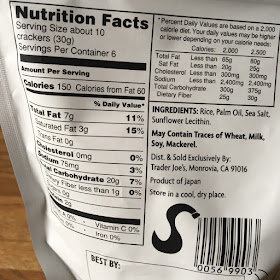 Nutrition Facts
Serving Size about 10
crackers (30g)
Servings Per Container 6
Amount Per Serving
Calories 150 Calories from Fat 60
% Daily Value*
Total Fat 7g 11%
Saturated Fat 3g 15%
Trans Fat 0g
Cholesterol 0mg 0%
Sodium 75mg 3%
Total Carbohydrate 20g 7%
Dietary Fiber less than 1g 0%
2g
• Vitamin C 0%
Iron 0%
*Percent Daily Values are based on a 2,000
calorie diet. Your daily values may be higher
or lower depending on your calorie needs:
Calories 2,000 2,500
Total Fat Less than 65g 80g
Sat Fat Less than 20g 25g
Cholesterol Less than 300mg 300mg
Sodium Less than 2,400mg 2,400mg
Total Carbohydrate 300g 375g
Dietary Fiber 25g 30g
INGREDIENTS: Rice, Palm Oil, Sea Salt,
Sunflower Lecithin.
May Contain Traces of Wheat, Milk,
Soy, Mackerel.
Dist. & Sold Exclusively By:
Trader Joe's, Monrovia, CA 91016
Product of Japan
Store in a cool, dry place.
S
0056 9903
BEST BY: